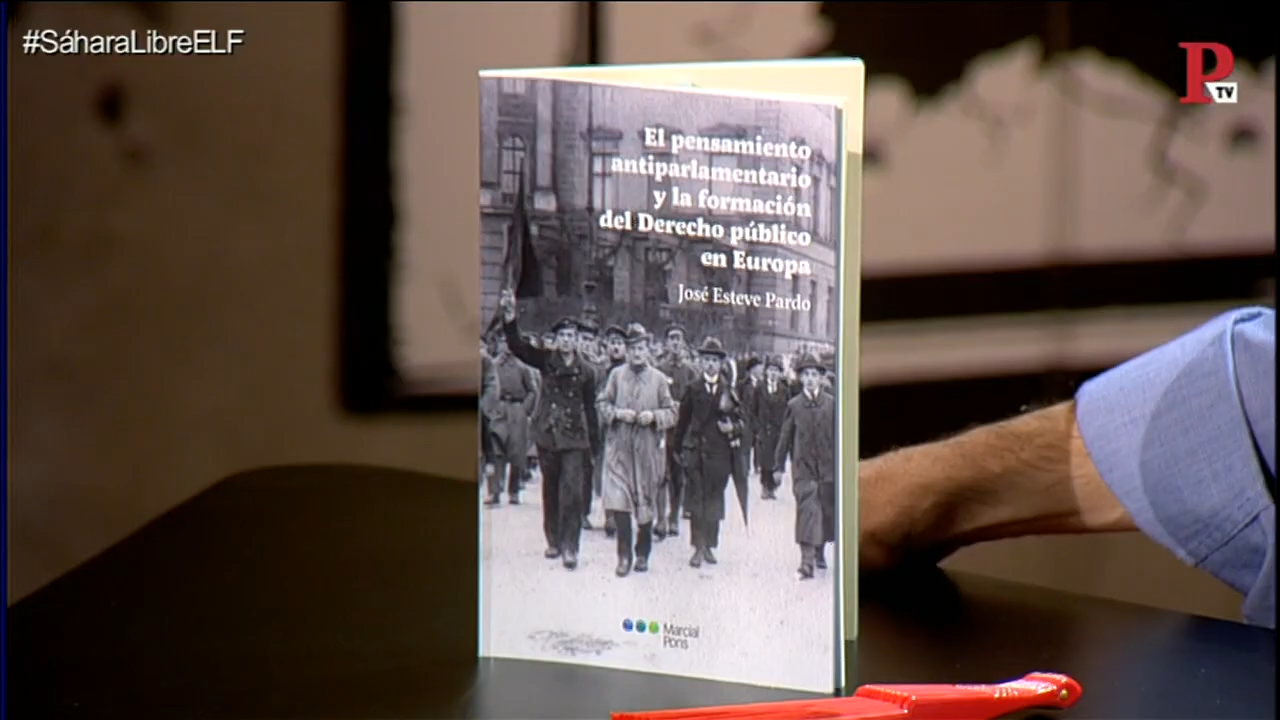 #SáharaLibreELF
P
TV
El pensamiento
antiparlamentario
y la formación
del Derecho público
en Europa
José Esteve Pardo
Marcial
Pons